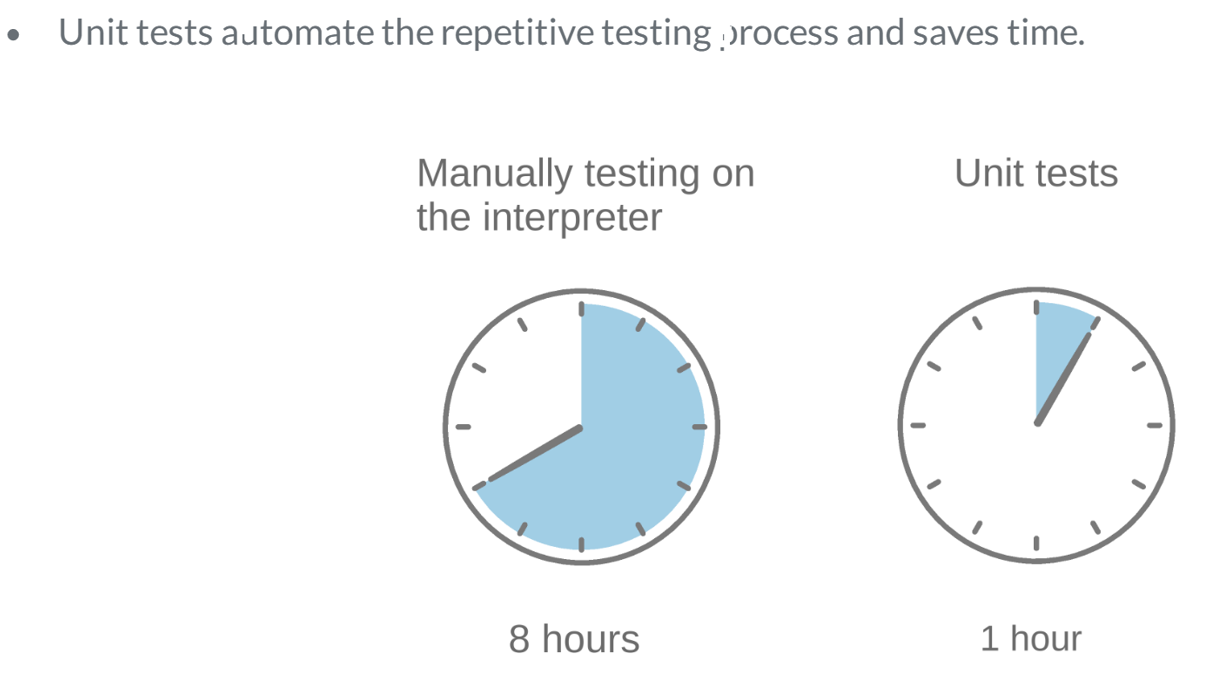 • Unit tests automate the repetitive testing process and saves time.
Manually testing on
the interpreter
Unit tests
8 hours
1 hour